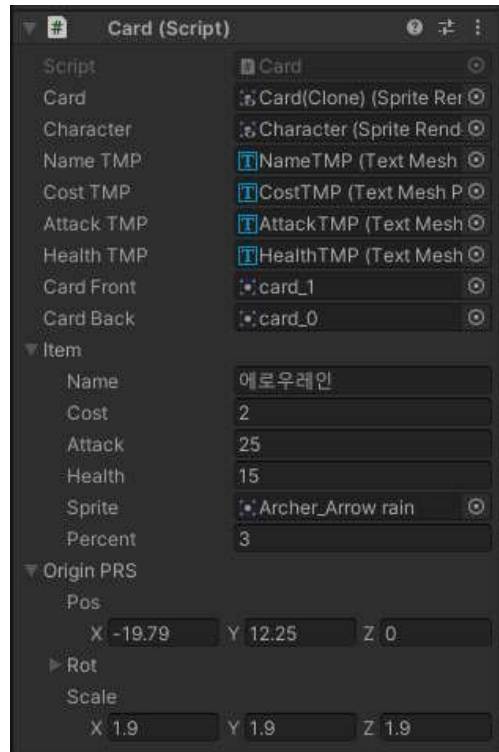 Card (Script)
Script Card
Card Card(Clone) (Sprite Rer
Character Character (Sprite Rend
Name TMP NameTMP (Text Mesh
Cost TMP CostTMP (Text Mesh P
Attack TMP AttackTMP (Text Mesh
Health TMP HealthTMP (Text Mesh
Card Front card_1
Card Back card_0
Item
Name 에로우레인
Cost 2
Attack 25
Health 15
Sprite Archer_Arrow rain
Percent 3
Origin PRS
Pos
X -19.79 Y 12.25 Z 0
Rot
Scale
X 1.9 Y 1.9 Z 1.9